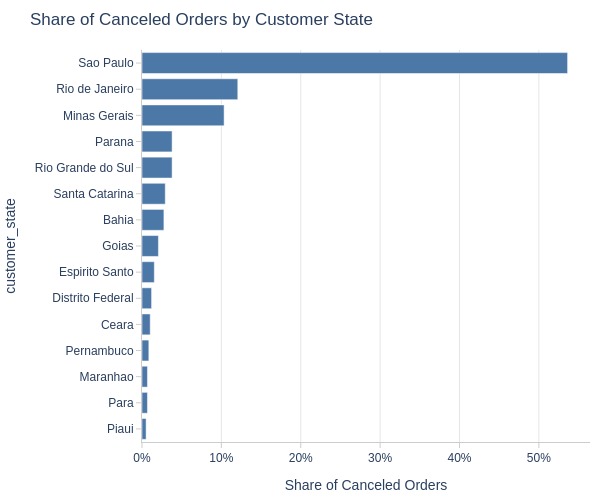 Share of Canceled Orders by Customer State
customer_state
Sao Paulo
Rio de Janeiro
Minas Gerais
Parana
Rio Grande do Sul
Santa Catarina
Bahia
Goias
Espirito Santo
Distrito Federal
Ceara
Pernambuco
Maranhao
Para
Piaui
0% 10% 20% 30% 40% 50%
Share of Canceled Orders